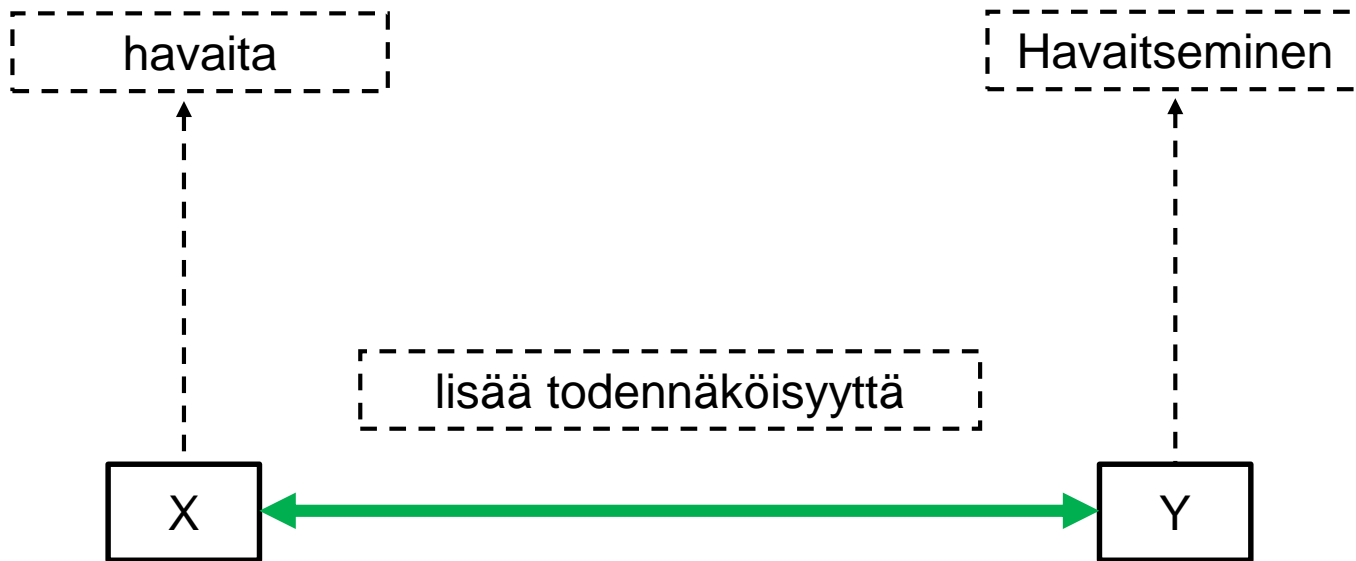 havaita
Havaitseminen
lisää todennäköisyyttä
X
Y